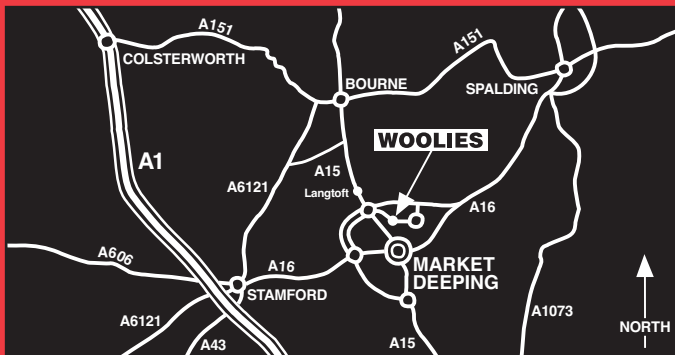 A151
COLSTERWORTH
A151
BOURNE
SPALDING
WOOLIES
A1
A15
A6121
Langtoft
A16
A606
A16
MARKET
DEEPING
STAMFORD
A6121
A1073
NORTH
A43
A15